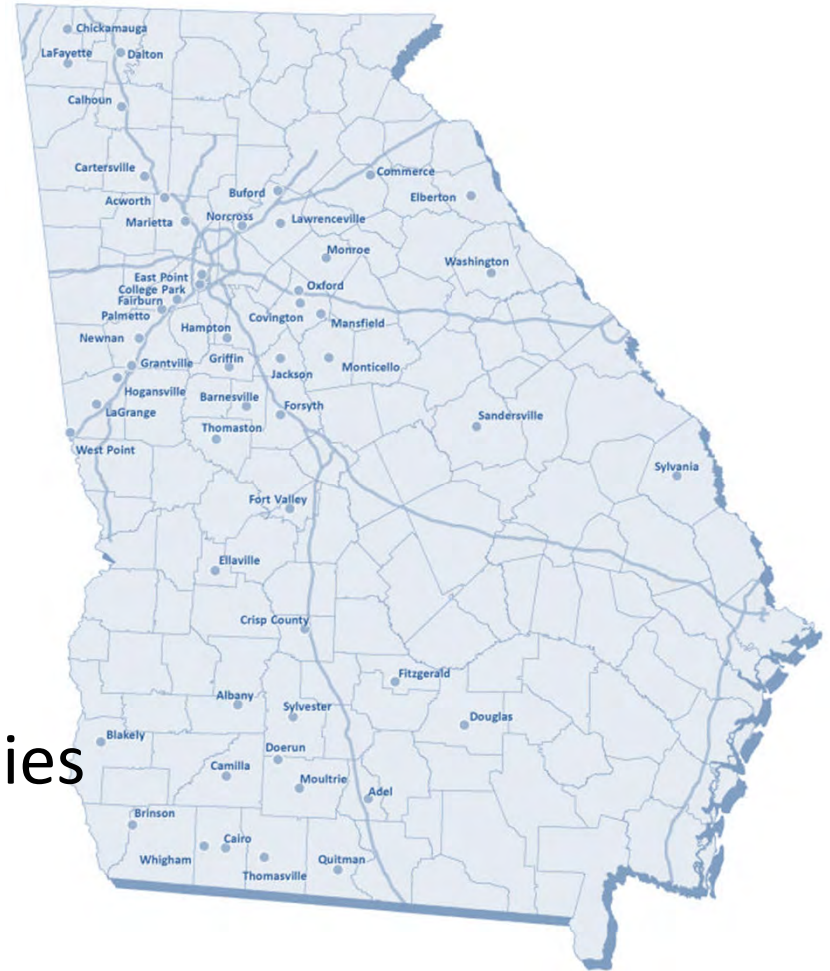 Chickamauga
LaFayette
Dalton
Calhoun
Cartersville
Commerce
Acworth
Buford
Elberton
Marietta
Norcross
Lawrenceville
Monroe
Washington
East Point
College Park
Fairburn
Palmetto
Oxford
Covington
Mansfield
Hampton
Newnan
Grantville
Griffin
Jackson
Monticello
Hogansville
Barnesville
LaGrange
Forsyth
Sandersville
Thomaston
West Point
Sylvania
Fort Valley
Ellaville
Crisp County
Fitzgerald
Albany
Sylvester
Douglas
Blakely
Doerun
ies
Camilla
Moultrie
Adel
Brinson
Cairo
Whigham
Quitman
Thomasville